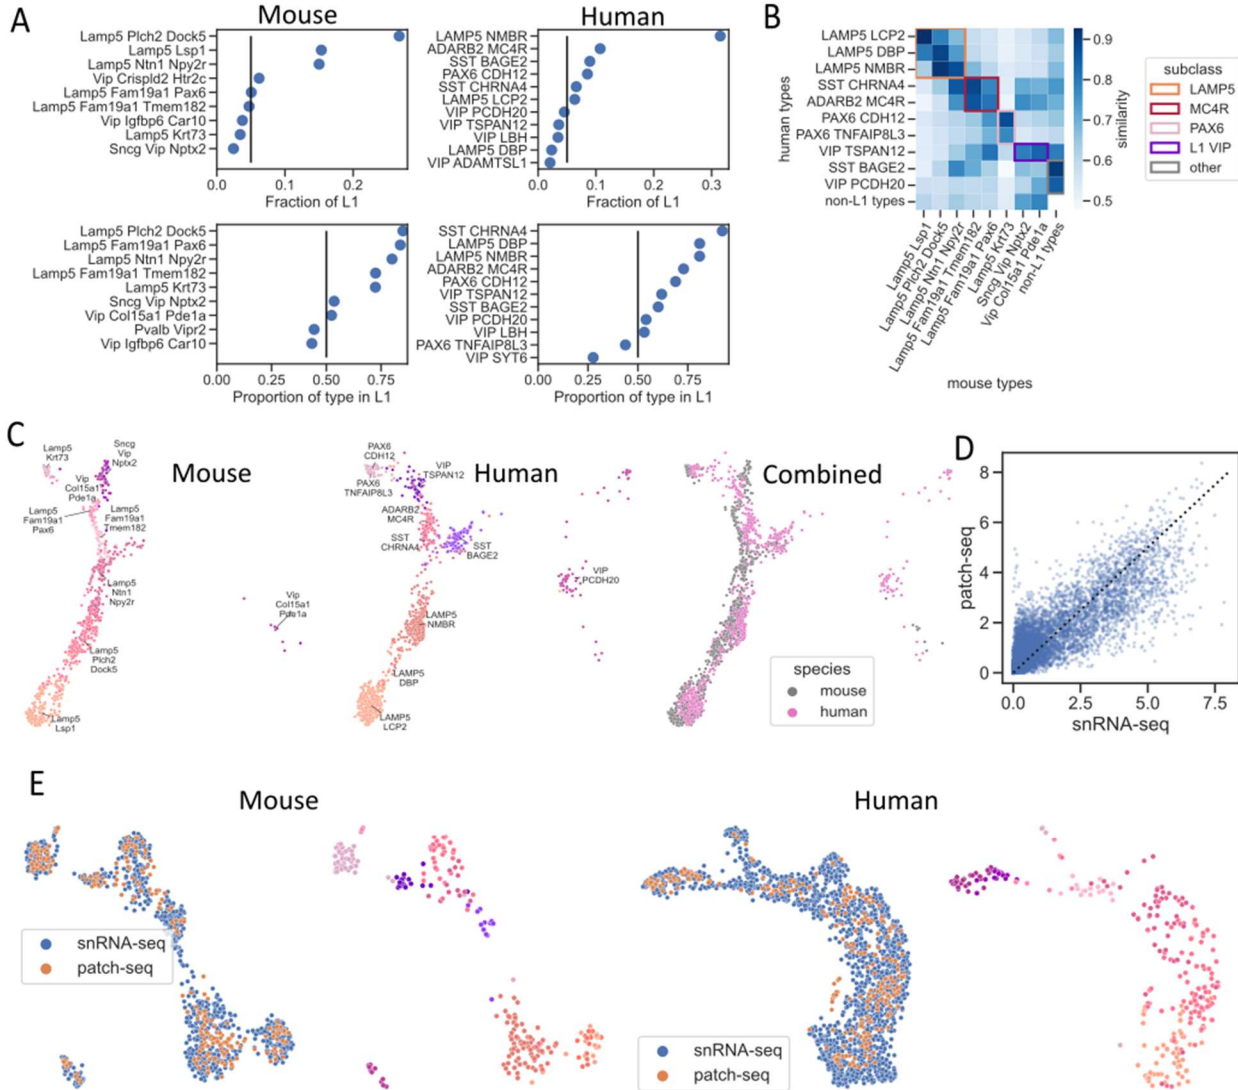 A
Mouse
Human
Lamp5 Plch2 Dock5
Lamp5 Lsp1
Lamp5 Ntn1 Npy2r
Vip Crispld2 Htr2c
Lamp5 Fam19a1 Pax6
Lamp5 Fam19a1 Tmem182
Vip Igfbp6 Car10
Lamp5 Krt73
Sncg Vip Nptx2
0.0 0.1 0.2
Fraction of L1
LAMP5 NMBR
ADARB2 MC4R
SST BAGE2
PAX6 CDH12
SST CHRNA4
LAMP5 LCP2
VIP PCDH20
VIP TSPAN12
VIP LBH
LAMP5 DBP
VIP ADAMTSL1
0.0 0.1 0.2 0.3
Fraction of L1
Lamp5 Plch2 Dock5
Lamp5 Fam19a1 Pax6
Lamp5 Ntn1 Npy2r
Lamp5 Fam19a1 Tmem182
Lamp5 Krt73
Sncg Vip Nptx2
Vip Col15a1 Pde1a
Pvalb Vipr2
Vip Igfbp6 Car10
0.00 0.25 0.50 0.75
Proportion of type in L1
SST CHRNA4
LAMP5 DBP
LAMP5 NMBR
ADARB2 MC4R
PAX6 CDH12
VIP TSPAN12
SST BAGE2
VIP PCDH20
VIP LBH
PAX6 TNFAIP8L3
VIP SYT6
0.00 0.25 0.50 0.75
Proportion of type in L1
B
human types
LAMP5 LCP2
LAMP5 DBP
LAMP5 NMBR
SST CHRNA4
ADARB2 MC4R
PAX6 CDH12
PAX6 TNFAIP8L3
VIP TSPAN12
SST BAGE2
VIP PCDH20
non-L1 types
Lamp5 Lsp1
Lamp5 Plch2 Dock5
Lamp5 Ntn1 Npy2r
Lamp5 Fam19a1 Tmem182
Lamp5 Fam19a1 Pax6
Lamp5 Krt73
Sncg Vip Nptx2
Vip Col15a1 Pde1a
non-L1 types
mouse types
0.9
0.8
0.7
0.6
0.5
similarity
subclass
LAMP5
MC4R
PAX6
L1 VIP
other
C
Mouse
Lamp5
Krt73
Sncg
Vip
Nptx2
Vip
Col15a1
Pde1a
Lamp5
Fam19a1
Pax6
Lamp5
Fam19a1
Tmem182
Lamp5
Ntn1
Npy2r
Lamp5
Plch2
Dock5
Lamp5
Lsp1
Vip
Col15a1
Pde1a
Human
PAX6
CDH12
PAX6
TNFAIP8L3
VIP
TSPAN12
ADARB2
MC4R
SST
CHRNA4
SST
BAGE2
LAMP5
NMBR
LAMP5
DBP
LAMP5
LCP2
VIP
PCDH20
Combined
species
mouse
human
D
patch-seq
8
6
4
2
0
0.0 2.5 5.0 7.5
snRNA-seq
E
Mouse
Human
snRNA-seq
patch-seq
snRNA-seq
patch-seq